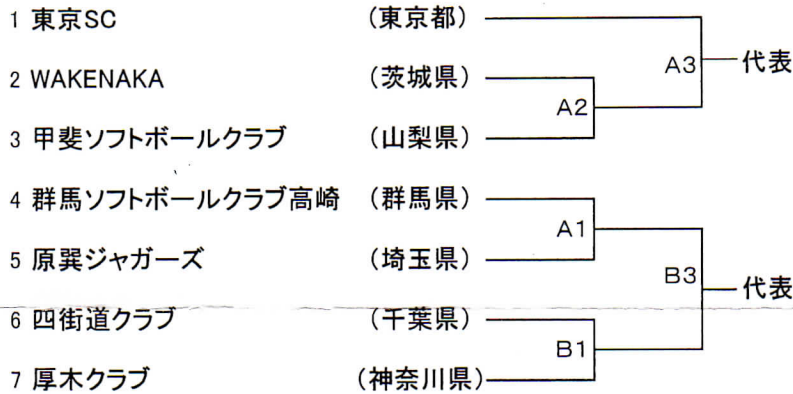 1 東京SC (東京都)
A3 代表
2 WAKENAKA (茨城県)
A2
3 甲斐ソフトボールクラブ (山梨県)
4 群馬ソフトボールクラブ高崎 (群馬県)
A1
5 原巽ジャガーズ (埼玉県)
B3 代表
6 四街道クラブ (千葉県)
B1
7 厚木クラブ (神奈川県)